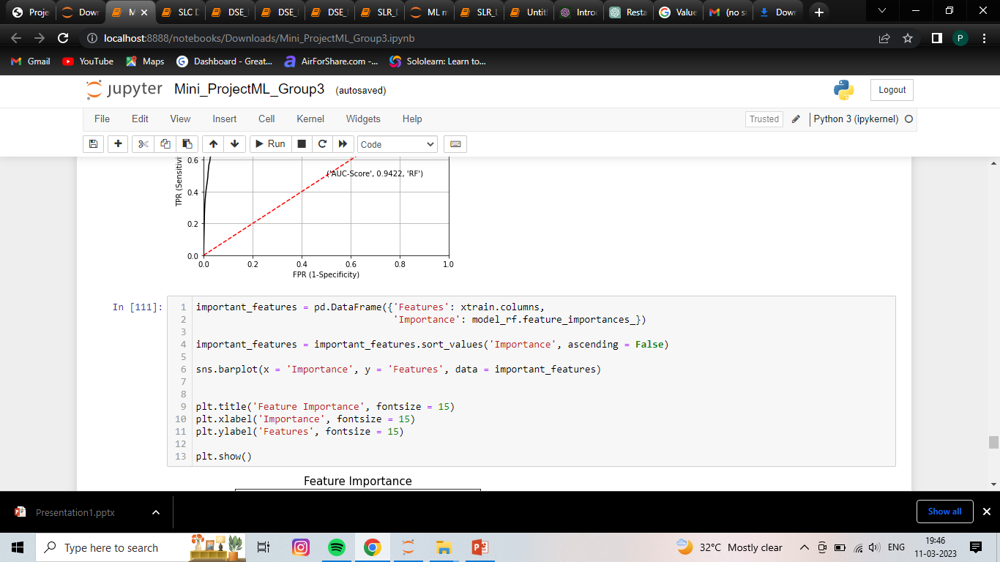 Proje
Down
M
SLC D
DSE_
DSE_
DSE_
SLR_
ML m
SLR_
Untit
Intro
Resta
Value
(no s
Dow
localhost:8888/notebooks/Downloads/Mini_ProjectML_Group3.ipynb
P
Gmail
YouTube
Maps
Dashboard - Great...
AirForShare.com -...
Sololearn: Learn to...
jupyter
Mini_ProjectML_Group3
(autosaved)
Logout
File
Edit
View
Insert
Cell
Kernel
Widgets
Help
Trusted
Python 3 (ipykernel)
Run
Code
TPR (Sensitivi
0.6
0.4
0.2
0.0
('AUC-Score', 0.9422, 'RF')
0.0
0.2
0.4
0.6
0.8
1.0
FPR (1-Specificity)
In [111]:
1 important_features = pd.DataFrame({'Features': xtrain.columns,
2 'Importance': model_rf.feature_importances_})
3
4 important_features = important_features.sort_values('Importance', ascending = False)
5
6 sns.barplot(x = 'Importance', y = 'Features', data = important_features)
7
8
9 plt.title('Feature Importance', fontsize = 15)
10 plt.xlabel('Importance', fontsize = 15)
11 plt.ylabel('Features', fontsize = 15)
12
13 plt.show()
Feature Importance
Presentation1.pptx
Show all
Type here to search
32°C Mostly clear
ENG
19:46
11-03-2023